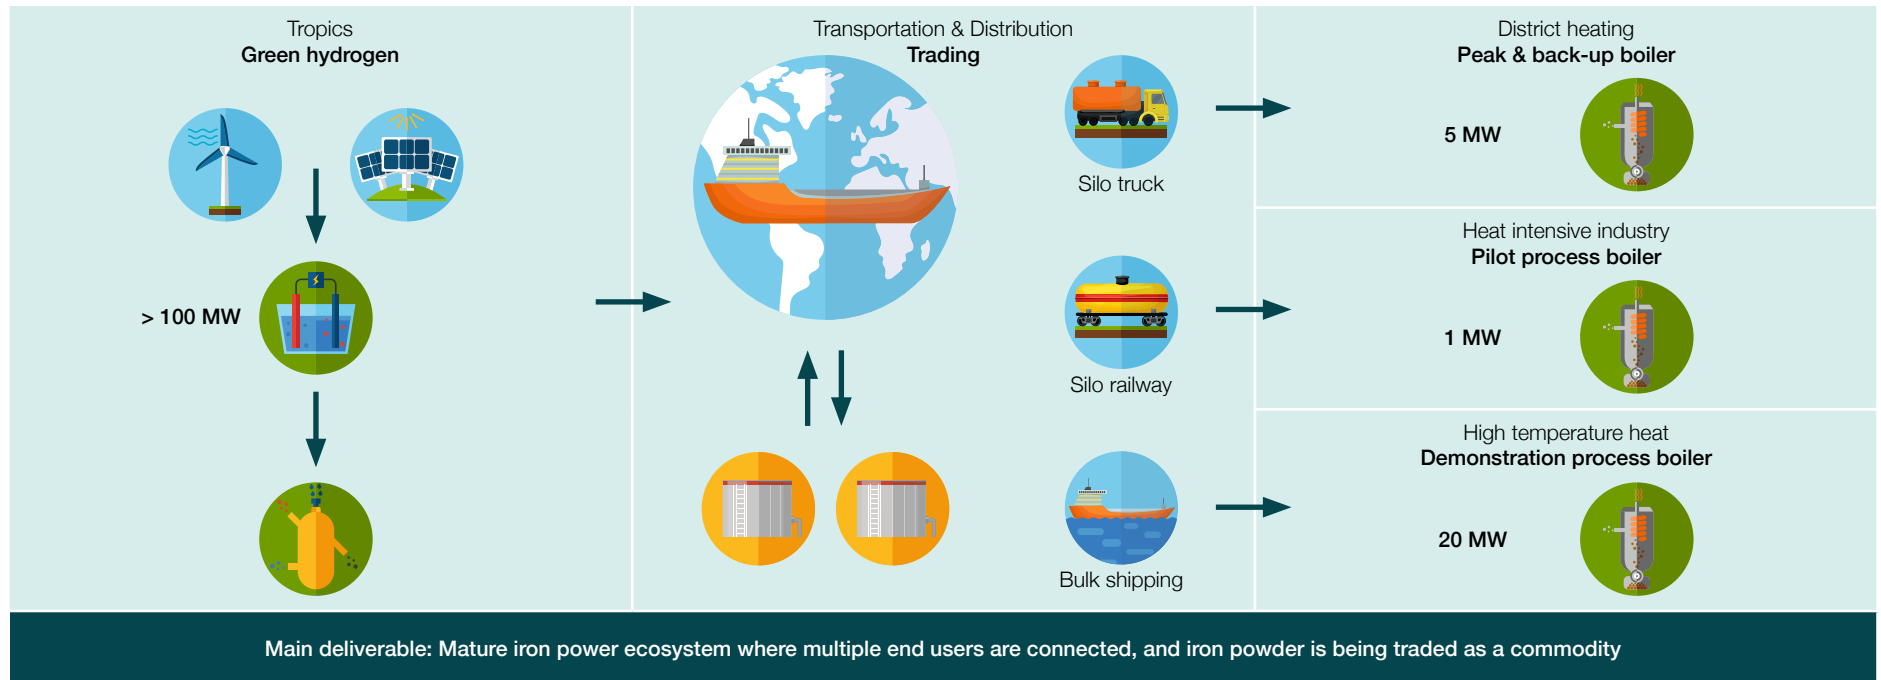 Tropics
Green hydrogen
> 100 MW
Transportation & Distribution
Trading
Silo truck
Silo railway
Bulk shipping
District heating
Peak & back-up boiler
5 MW
Heat intensive industry
Pilot process boiler
1 MW
High temperature heat
Demonstration process boiler
20 MW
Main deliverable: Mature iron power ecosystem where multiple end users are connected, and iron powder is being traded as a commodity